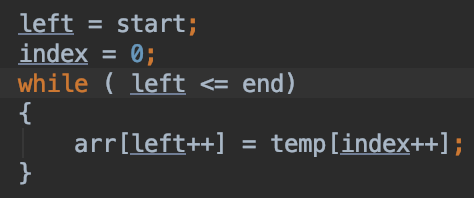 left = start;
index = 0;
while ( left <= end)
{
    arr[left++] = temp[index++];
}